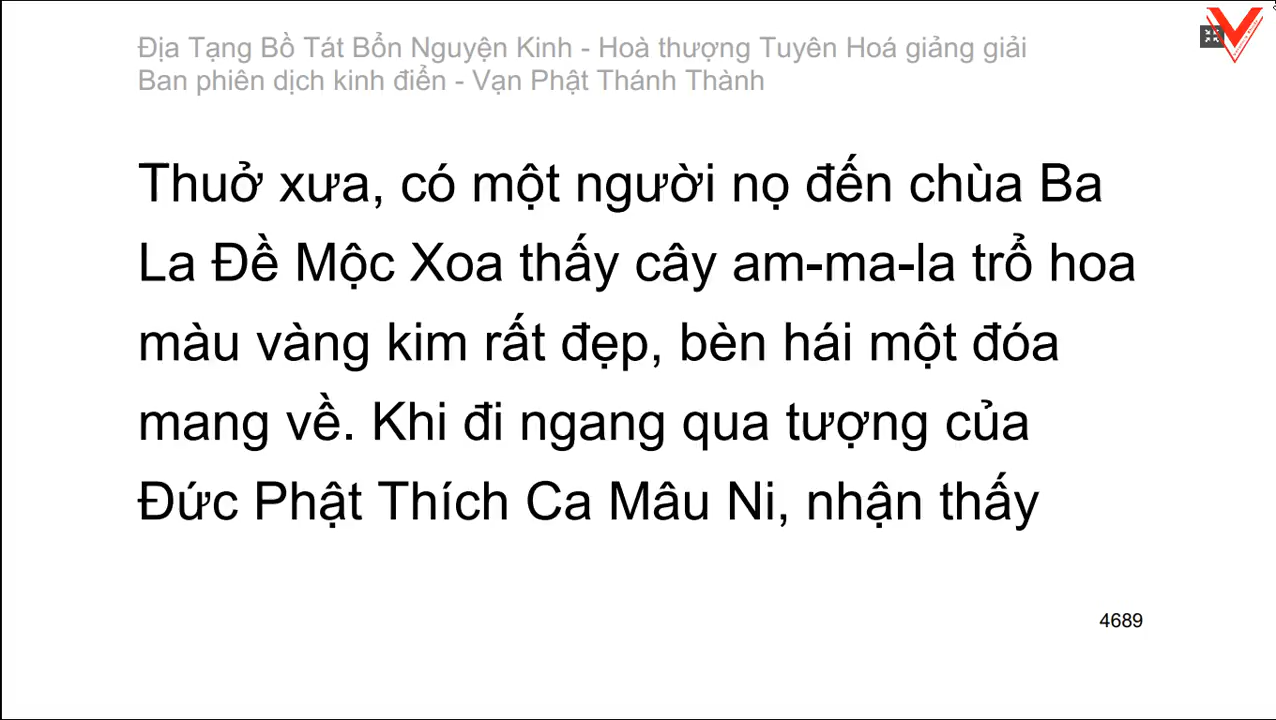 Địa Tạng Bồ Tát Bổn Nguyện Kinh - Hoà thượng Tuyên Hoá giảng giải
Ban phiên dịch kinh điển - Vạn Phật Thánh Thành
Thuở xưa, có một người nọ đến chùa Ba
La Đề Mộc Xoa thấy cây am-ma-la trổ hoa
màu vàng kim rất đẹp, bèn hái một đóa
mang về. Khi đi ngang qua tượng của
Đức Phật Thích Ca Mâu Ni, nhận thấy
4689